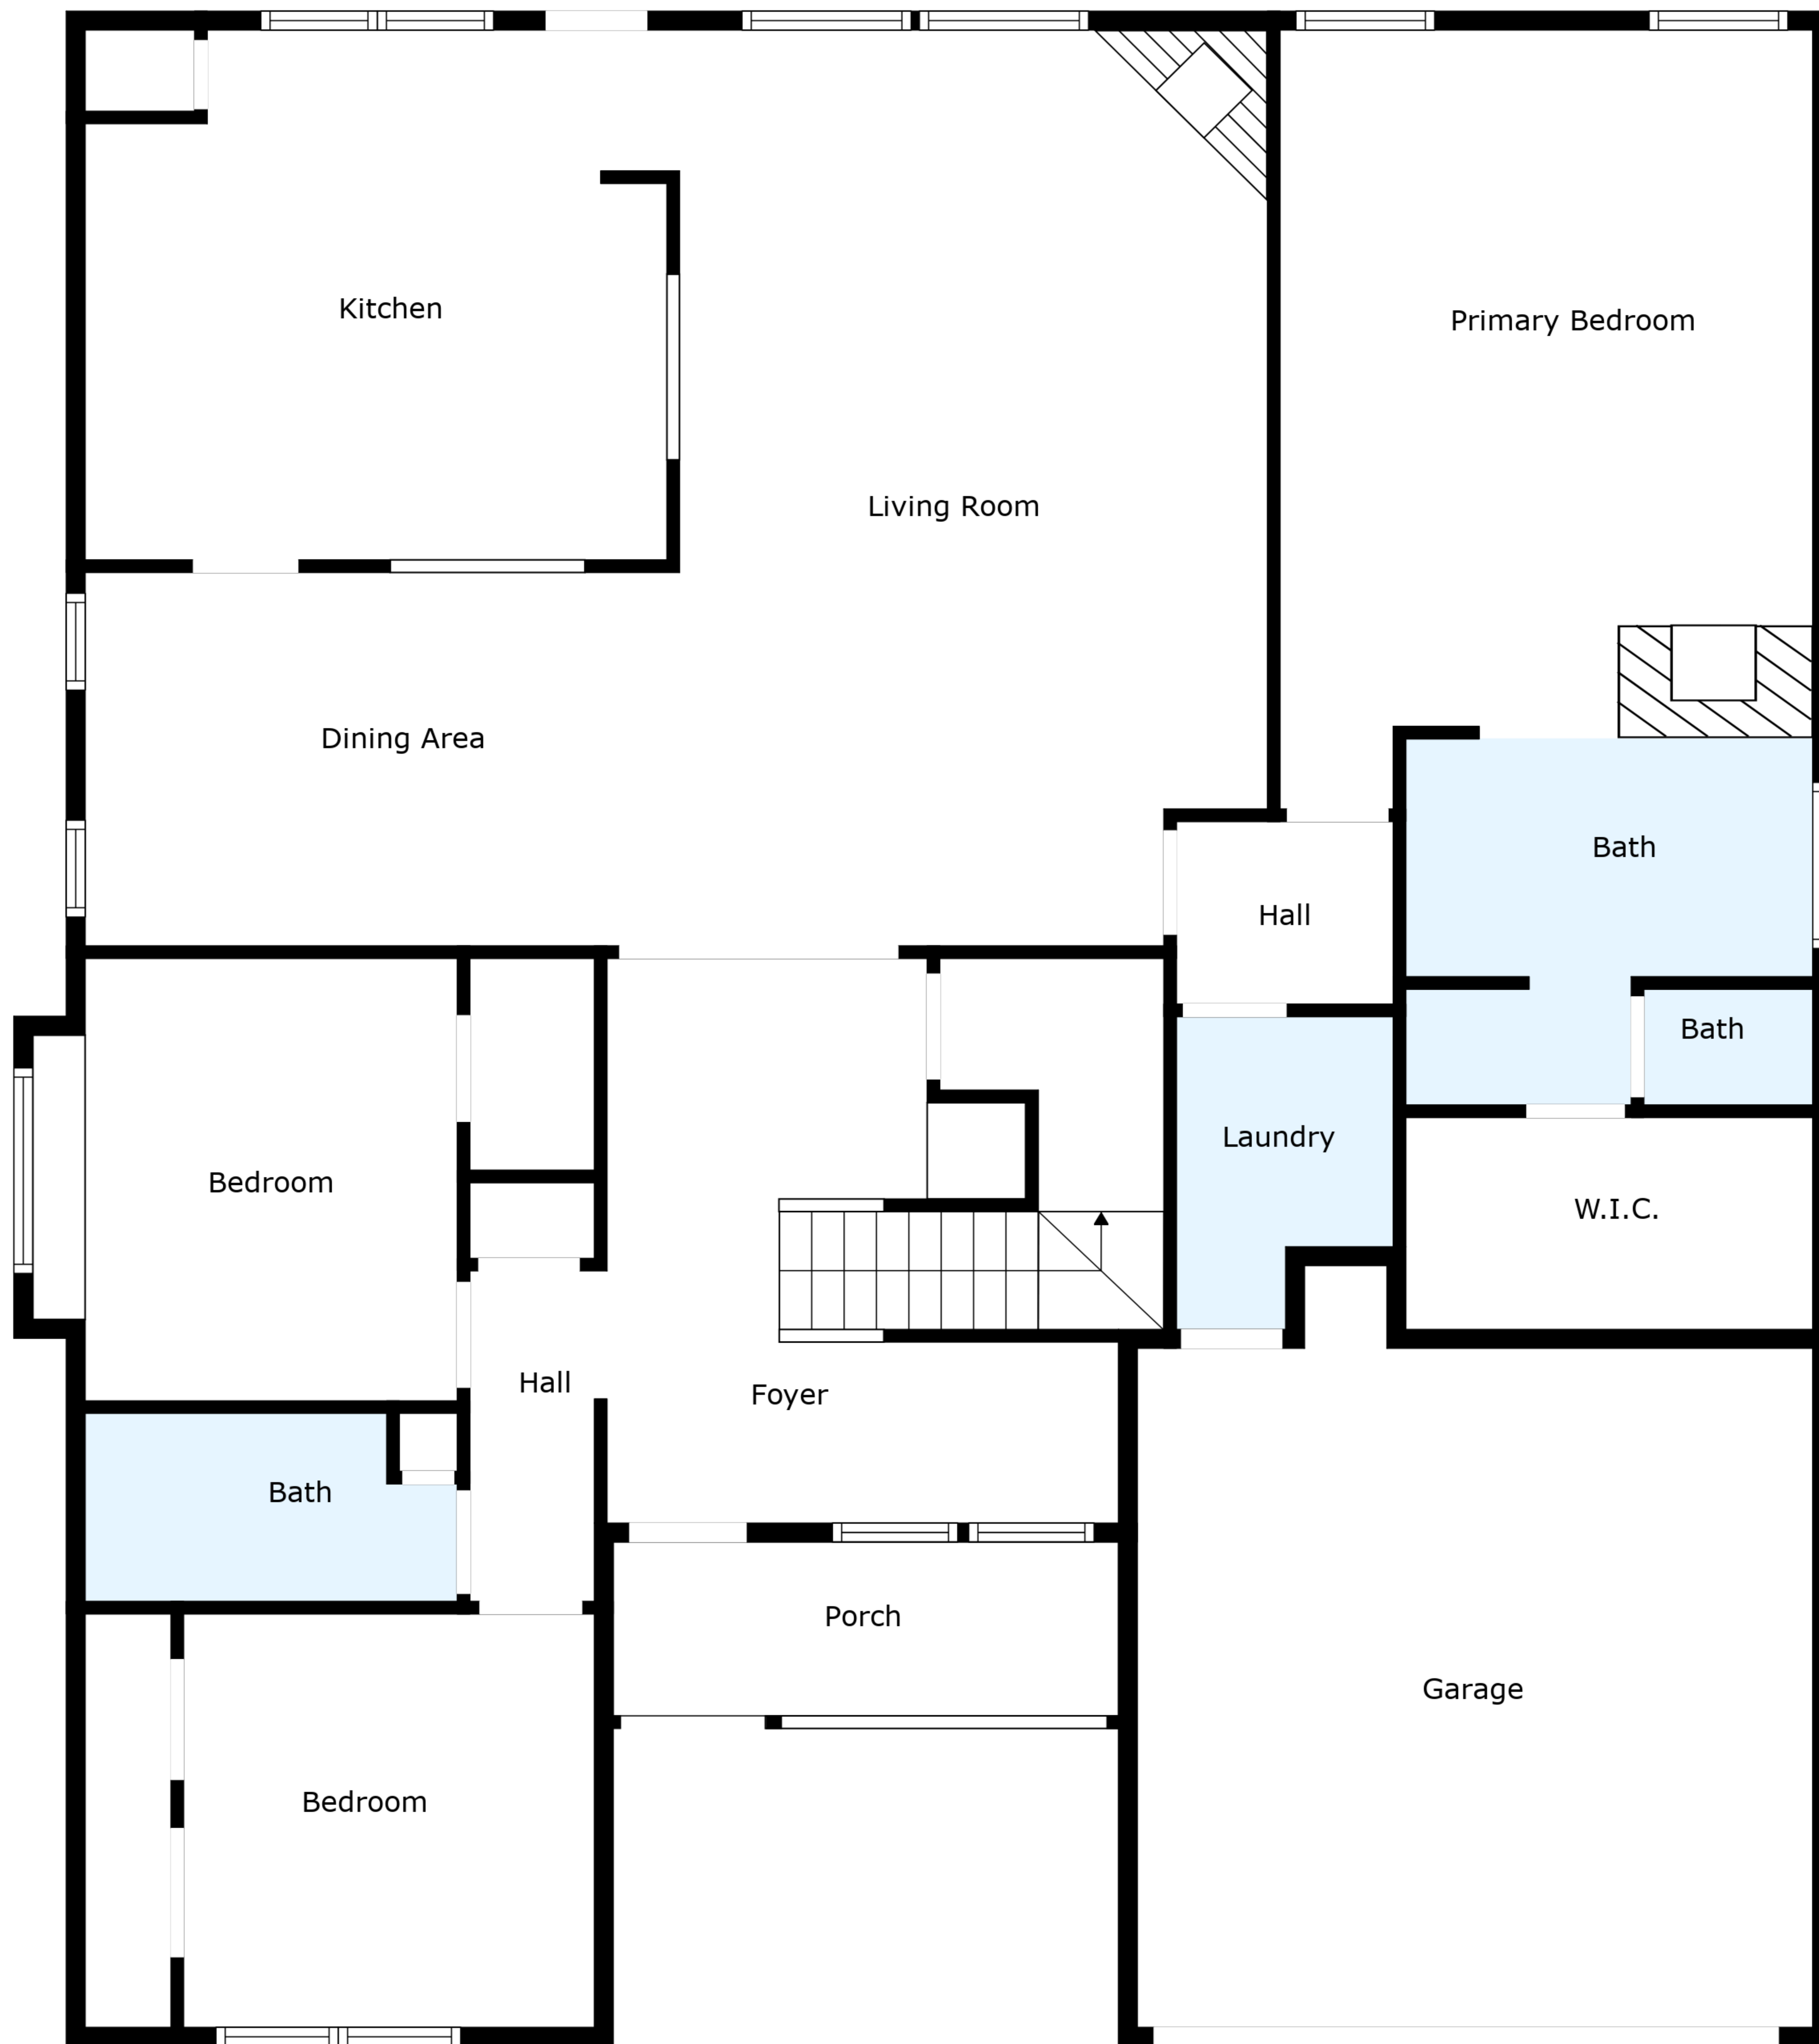 Kitchen
Primary Bedroom
Living Room
Dining Area
Bath
Hall
Bath
Laundry
Bedroom
W.I.C.
Hall
Foyer
Bath
Porch
Garage
Bedroom